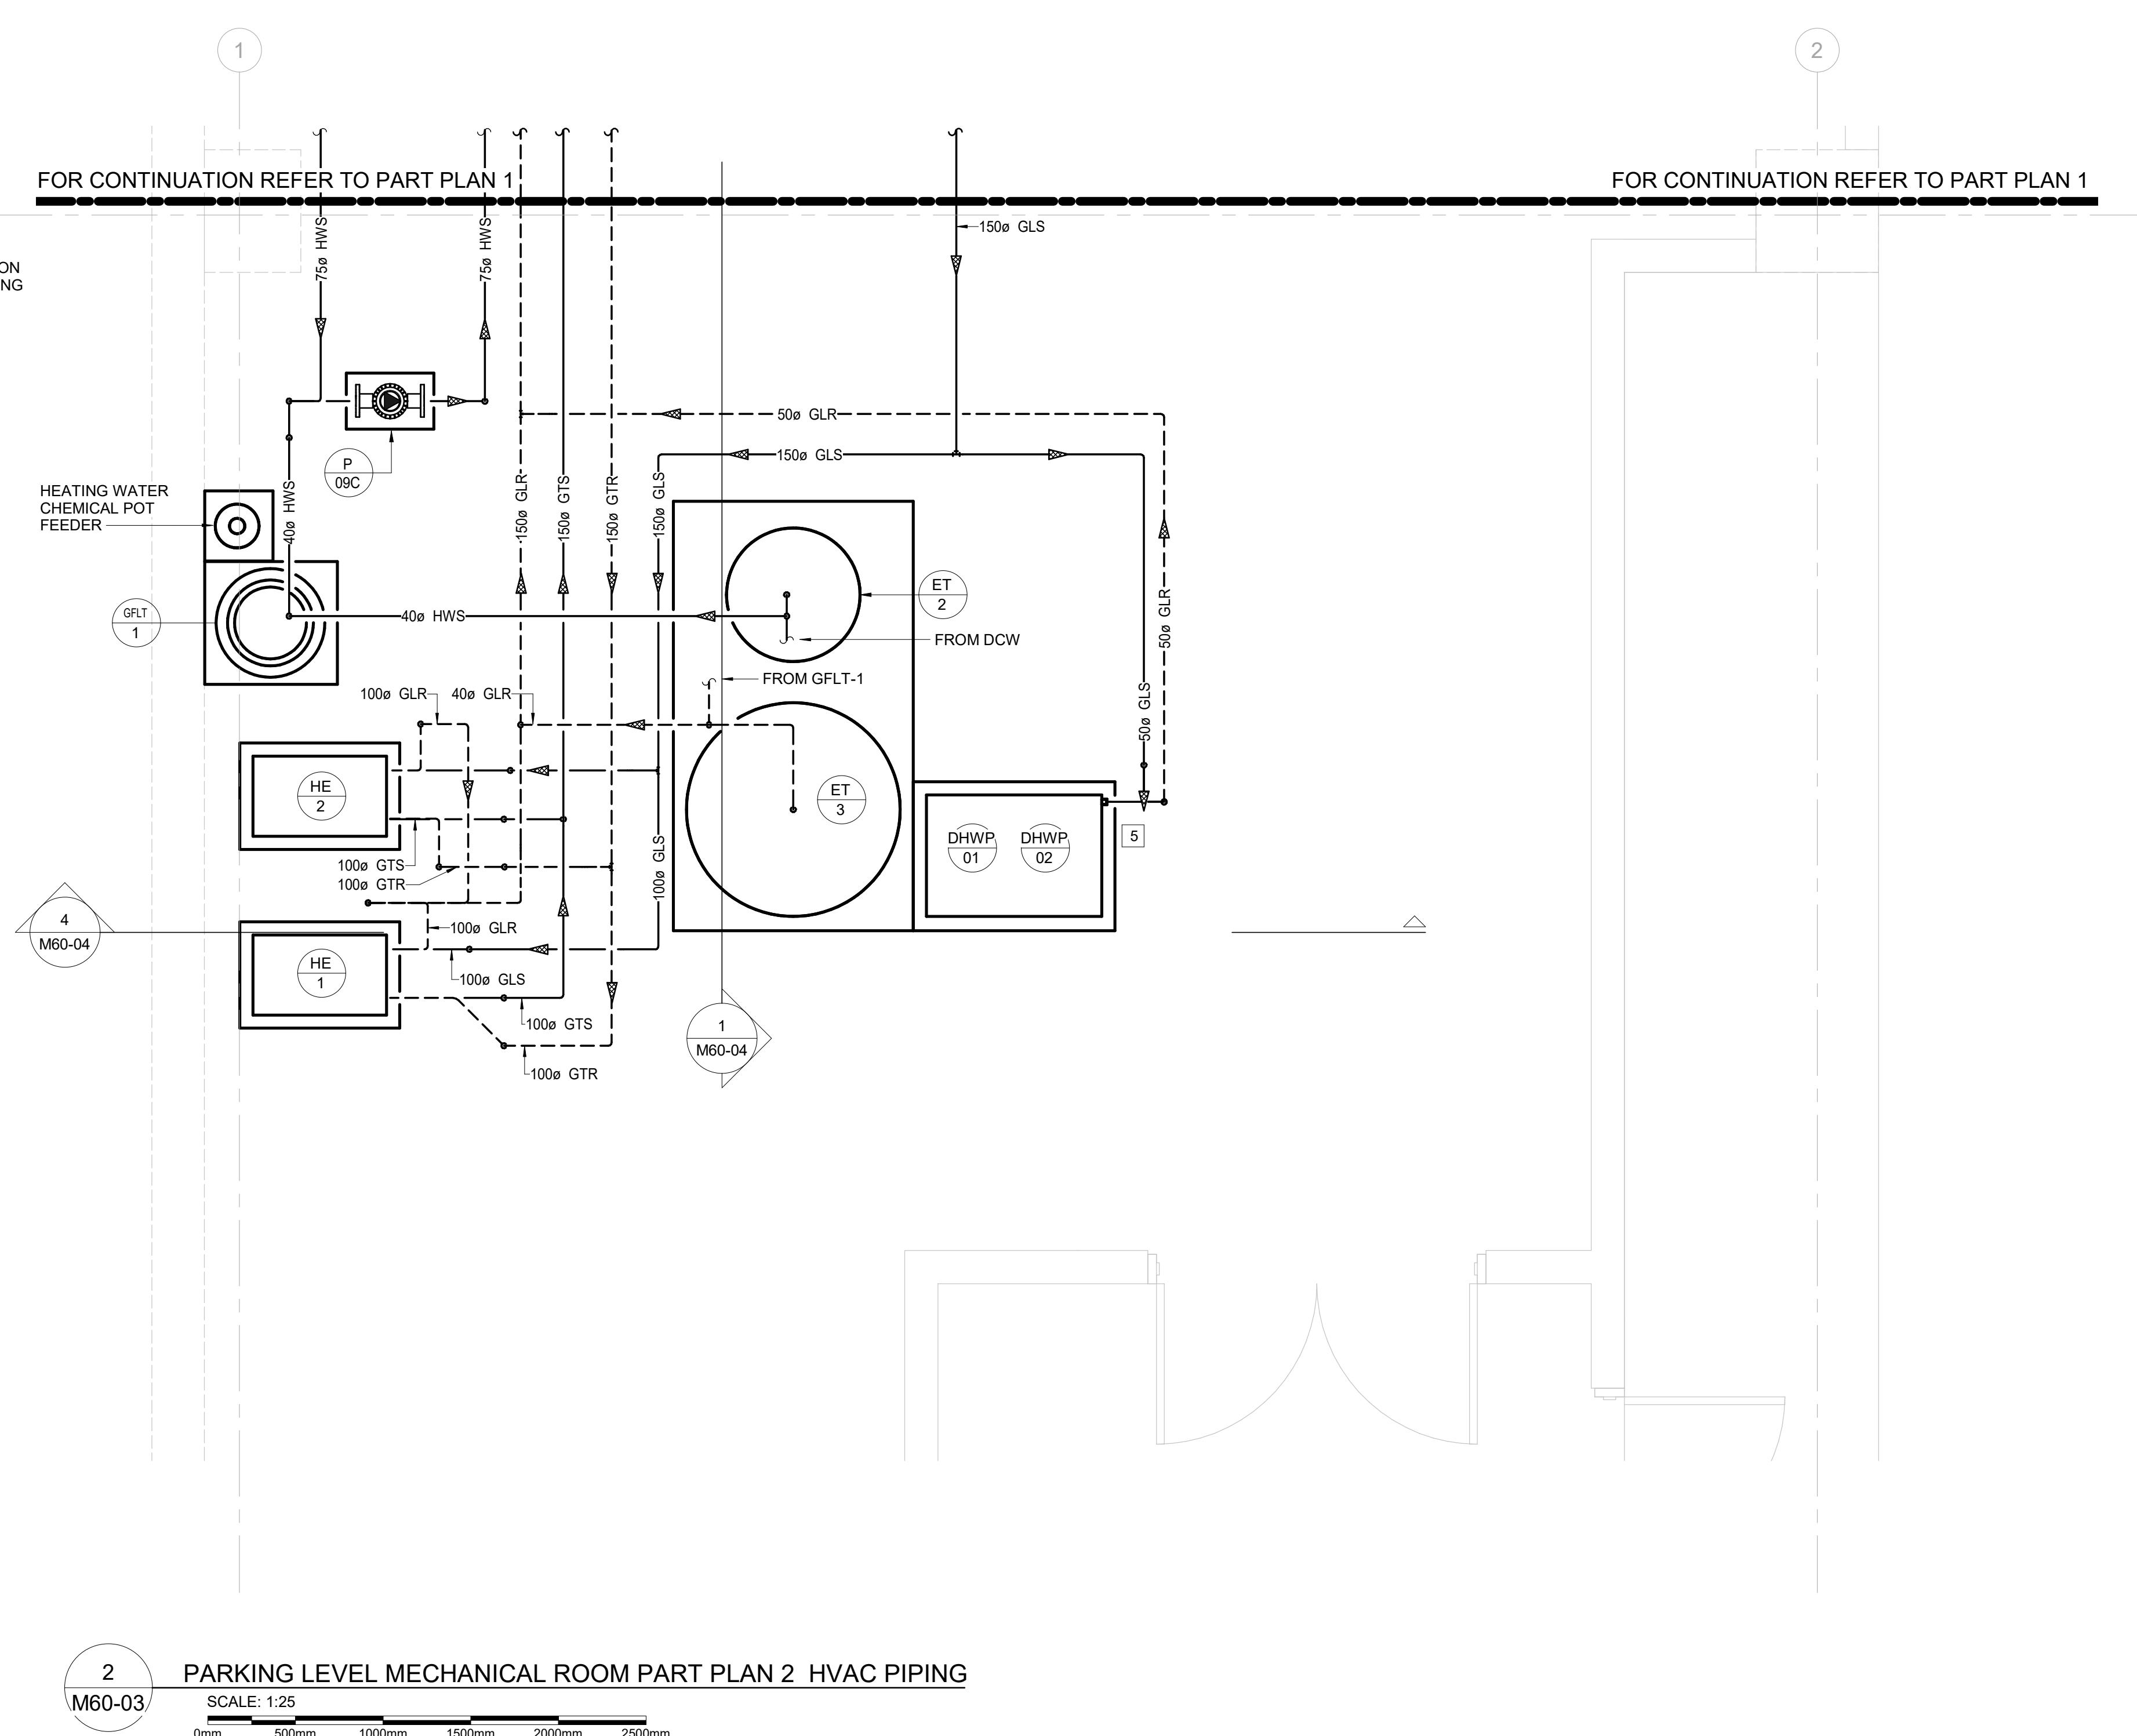 1
2
FOR CONTINUATION REFER TO PART PLAN 1
FOR CONTINUATION REFER TO PART PLAN 1
75ø HWS
75ø HWS
150ø GLS
ON
NG
50ø GLR
150ø GLS
P
09C
HEATING WATER
CHEMICAL POT
FEEDER
40ø HWS
150ø GLR
150ø GTS
150ø GTR
150ø GLS
ET
2
GFLT
1
40ø HWS
FROM DCW
50ø GLR
FROM GFLT-1
100ø GLR
40ø GLR
50ø GLS
HE
2
ET
3
DHWP
01
DHWP
02
5
100ø GTS
100ø GTR
100ø GLS
4
M60-04
100ø GLR
HE
1
100ø GLS
100ø GTS
1
M60-04
100ø GTR
2
M60-03
PARKING LEVEL MECHANICAL ROOM PART PLAN 2 HVAC PIPING
SCALE: 1:25
0mm 500mm 1000mm 1500mm 2000mm 2500mm